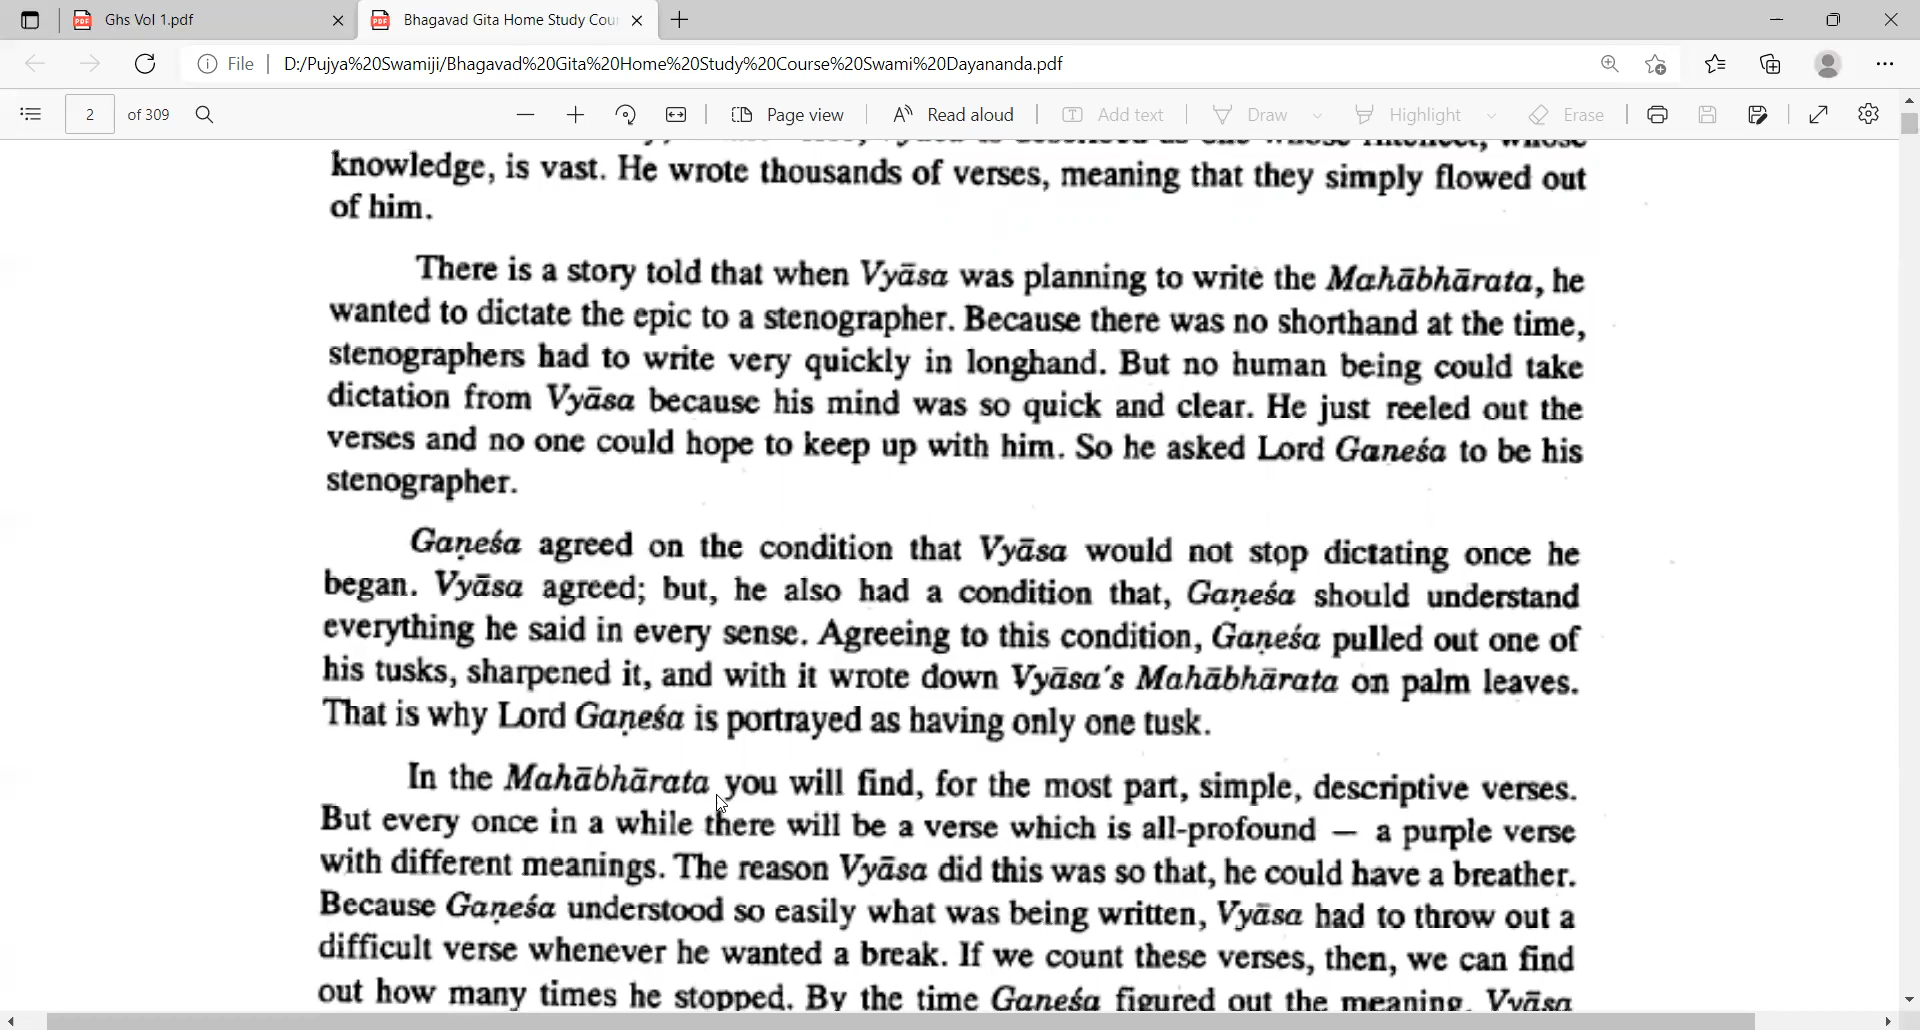 Ghs Vol 1.pdf
Bhagavad Gita Home Study Cou
File
D:/Pujya%20Swamiji/Bhagavad%20Gita%20Home%20Study%20Course%20Swami%20Dayananda.pdf
2 of 309
Page view
Read aloud
Add text
Draw
Highlight
Erase
knowledge, is vast. He wrote thousands of verses, meaning that they simply flowed out
of him.
There is a story told that when Vyāsa was planning to write the Mahābhārata, he
wanted to dictate the epic to a stenographer. Because there was no shorthand at the time,
stenographers had to write very quickly in longhand. But no human being could take
dictation from Vyāsa because his mind was so quick and clear. He just reeled out the
verses and no one could hope to keep up with him. So he asked Lord Gaṇeśa to be his
stenographer.
Gaṇeśa agreed on the condition that Vyāsa would not stop dictating once he
began. Vyāsa agreed; but, he also had a condition that, Gaṇeśa should understand
everything he said in every sense. Agreeing to this condition, Gaṇeśa pulled out one of
his tusks, sharpened it, and with it wrote down Vyāsa's Mahābhārata on palm leaves.
That is why Lord Gaṇeśa is portrayed as having only one tusk.
In the Mahābhārata you will find, for the most part, simple, descriptive verses.
But every once in a while there will be a verse which is all-profound — a purple verse
with different meanings. The reason Vyāsa did this was so that, he could have a breather.
Because Gaṇeśa understood so easily what was being written, Vyāsa had to throw out a
difficult verse whenever he wanted a break. If we count these verses, then, we can find
out how many times he stopped. By the time Gaṇeśa figured out the meaning, Vyāsa